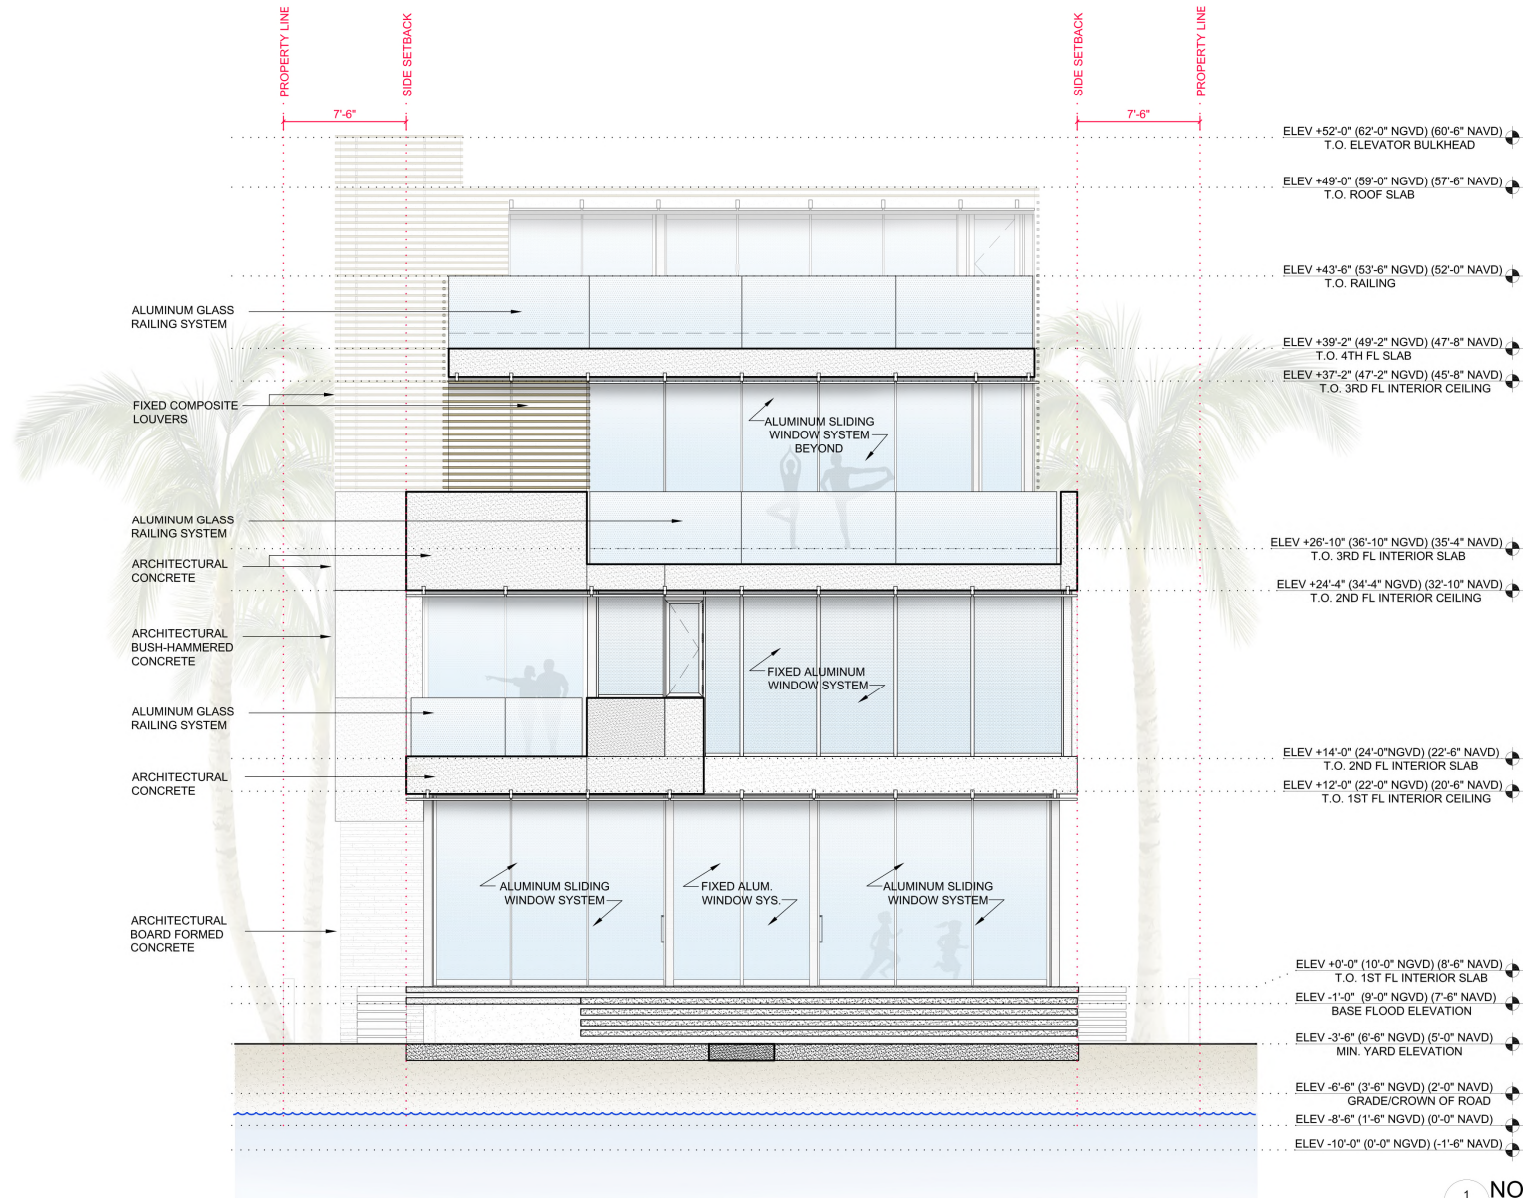 PROPERTY LINE
SIDE SETBACK
SIDE SETBACK
PROPERTY LINE
7'-6"
7'-6"
ELEV +52'-0" (62'-0" NGVD) (60'-6" NAVD)
T.O. ELEVATOR BULKHEAD
ELEV +49'-0" (59'-0" NGVD) (57'-6" NAVD)
T.O. ROOF SLAB
ELEV +43'-6" (53'-6" NGVD) (52'-0" NAVD)
T.O. RAILING
ALUMINUM GLASS
RAILING SYSTEM
ELEV +39'-2" (49'-2" NGVD) (47'-8" NAVD)
T.O. 4TH FL SLAB
ELEV +37'-2" (47'-2" NGVD) (45'-8" NAVD)
T.O. 3RD FL INTERIOR CEILING
FIXED COMPOSITE
LOUVERS
ALUMINUM SLIDING
WINDOW SYSTEM
BEYOND
ALUMINUM GLASS
RAILING SYSTEM
ELEV +26'-10" (36'-10" NGVD) (35'-4" NAVD)
T.O. 3RD FL INTERIOR SLAB
ARCHITECTURAL
CONCRETE
ELEV +24'-4" (34'-4" NGVD) (32'-10" NAVD)
T.O. 2ND FL INTERIOR CEILING
ARCHITECTURAL
BUSH-HAMMERED
CONCRETE
FIXED ALUMINUM
WINDOW SYSTEM
ALUMINUM GLASS
RAILING SYSTEM
ELEV +14'-0" (24'-0"NGVD) (22'-6" NAVD)
T.O. 2ND FL INTERIOR SLAB
ARCHITECTURAL
CONCRETE
ELEV +12'-0" (22'-0" NGVD) (20'-6" NAVD)
T.O. 1ST FL INTERIOR CEILING
ALUMINUM SLIDING
WINDOW SYSTEM
FIXED ALUM.
WINDOW SYS.
ALUMINUM SLIDING
WINDOW SYSTEM
ARCHITECTURAL
BOARD FORMED
CONCRETE
ELEV +0'-0" (10'-0" NGVD) (8'-6" NAVD)
T.O. 1ST FL INTERIOR SLAB
ELEV -1'-0" (9'-0" NGVD) (7'-6" NAVD)
BASE FLOOD ELEVATION
ELEV -3'-6" (6'-6" NGVD) (5'-0" NAVD)
MIN. YARD ELEVATION
ELEV -6'-6" (3'-6" NGVD) (2'-0" NAVD)
GRADE/CROWN OF ROAD
ELEV -8'-6" (1'-6" NGVD) (0'-0" NAVD)
ELEV -10'-0" (0'-0" NGVD) (-1'-6" NAVD)
1
NO